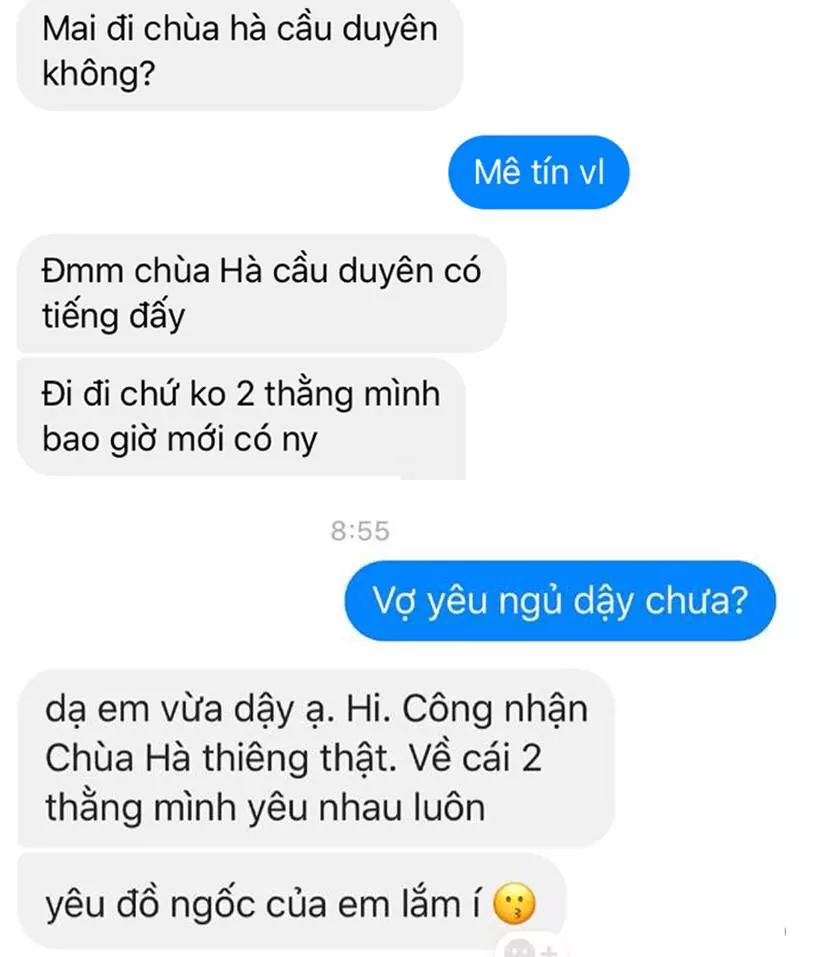 Mai đi chùa hà cầu duyên
không?
Mê tín vl
Đmm chùa Hà cầu duyên có
tiếng đấy
Đi đi chứ ko 2 thằng mình
bao giờ mới có ny
8:55
Vợ yêu ngủ dậy chưa?
dạ em vừa dậy ạ. Hi. Công nhận
Chùa Hà thiêng thật. Về cái 2
thằng mình yêu nhau luôn
yêu đồ ngốc của em lắm í 😗